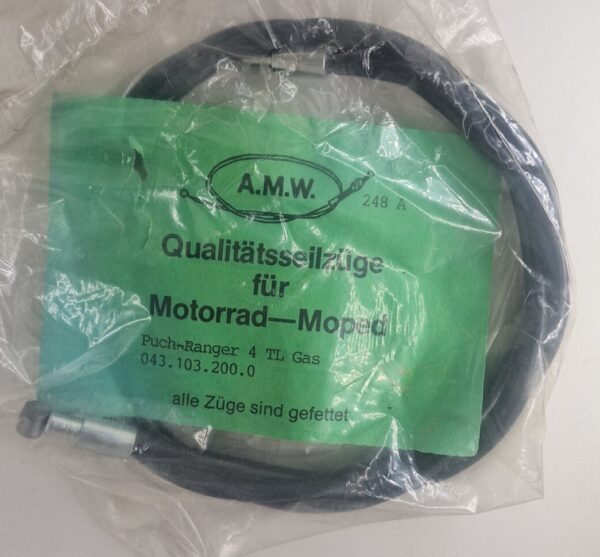 A.M.W.
248 A
Qualitätsseilzüge
für
Motorrad—Moped
Puch-Ranger 4 TL Gas
043.103.200.0
alle Züge sind gefettet